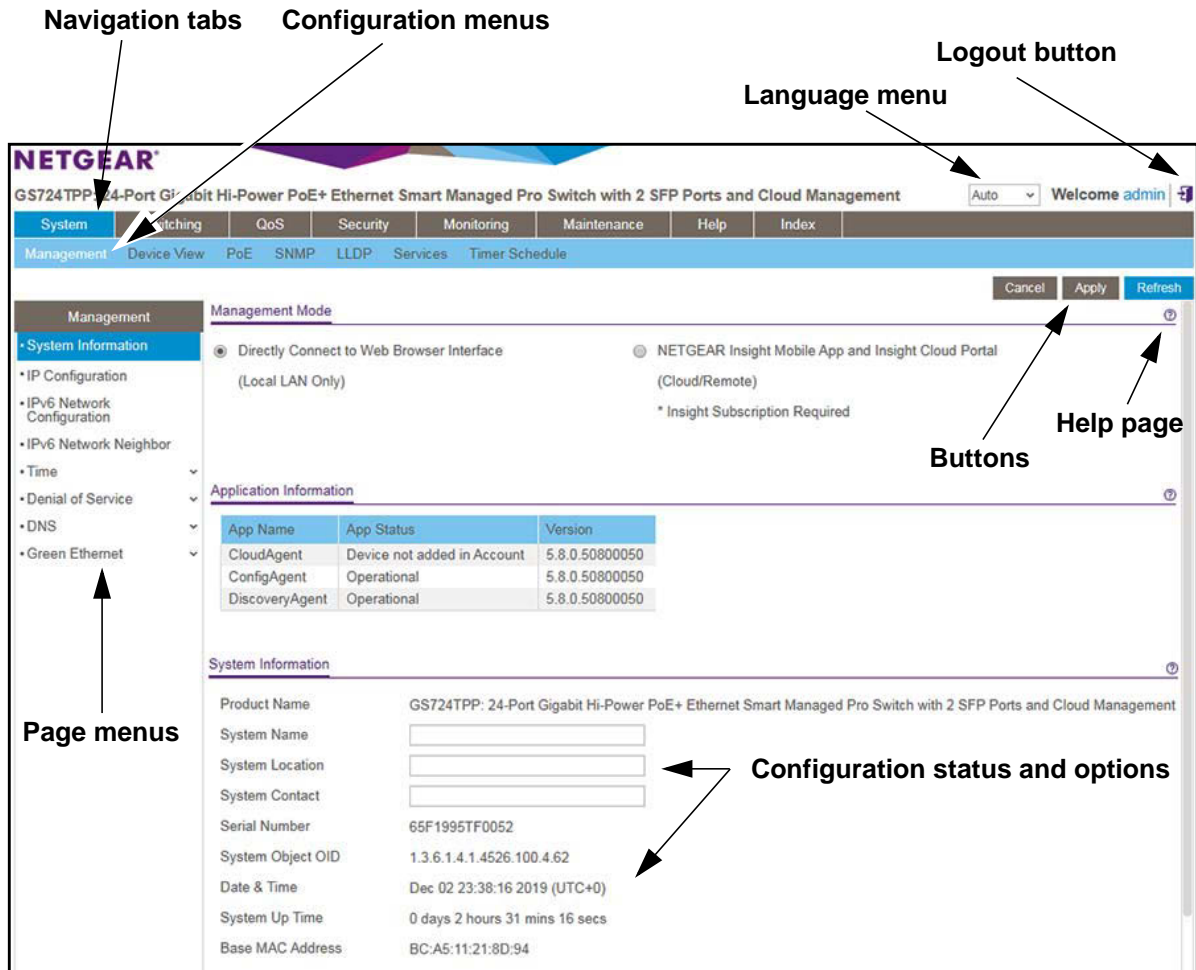 Navigation tabs
Configuration menus
Logout button
Language menu
NETGEAR®
GS724TPP: 24-Port Gigabit Hi-Power PoE+ Ethernet Smart Managed Pro Switch with 2 SFP Ports and Cloud Management
Auto
Welcome admin
System Switching QoS Security Monitoring Maintenance Help Index
Management Device View PoE SNMP LLDP Services Timer Schedule
Cancel Apply Refresh
Management
• System Information
• IP Configuration
• IPv6 Network
Configuration
• IPv6 Network Neighbor
• Time
• Denial of Service
• DNS
• Green Ethernet
Page menus
Management Mode
Directly Connect to Web Browser Interface
(Local LAN Only)
NETGEAR Insight Mobile App and Insight Cloud Portal
(Cloud/Remote)
* Insight Subscription Required
Help page
Buttons
Application Information
App Name App Status Version
CloudAgent Device not added in Account 5.8.0.50800050
ConfigAgent Operational 5.8.0.50800050
DiscoveryAgent Operational 5.8.0.50800050
System Information
Product Name GS724TPP: 24-Port Gigabit Hi-Power PoE+ Ethernet Smart Managed Pro Switch with 2 SFP Ports and Cloud Management
System Name
System Location
Configuration status and options
System Contact
Serial Number 65F1995TF0052
System Object OID 1.3.6.1.4.1.4526.100.4.62
Date & Time Dec 02 23:38:16 2019 (UTC+0)
System Up Time 0 days 2 hours 31 mins 16 secs
Base MAC Address BC:A5:11:21:8D:94